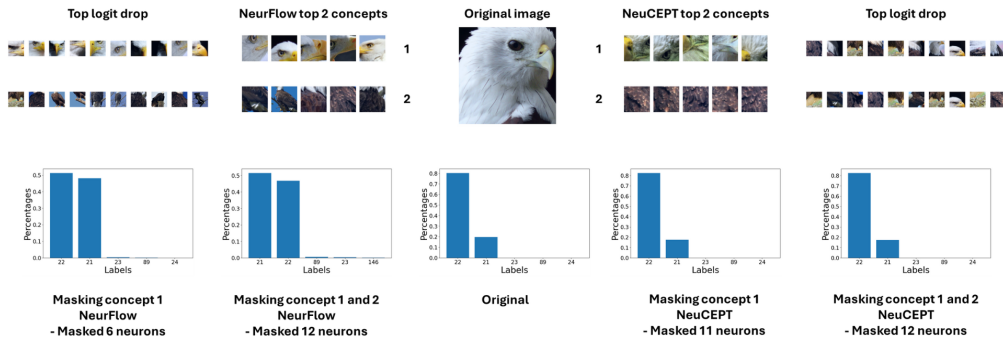 Top logit drop
NeurFlow top 2 concepts
Original image
NeuCEPT top 2 concepts
Top logit drop
1
1
2
2
Percentages
0.5
0.4
0.3
0.2
0.1
0.0
22 21 23 89 24
Labels
Percentages
0.5
0.4
0.3
0.2
0.1
0.0
21 22 89 23 146
Labels
Percentages
0.8
0.7
0.6
0.5
0.4
0.3
0.2
0.1
0.0
22 21 23 89 24
Labels
Percentages
0.8
0.7
0.6
0.5
0.4
0.3
0.2
0.1
0.0
22 21 23 89 24
Labels
Percentages
0.8
0.7
0.6
0.5
0.4
0.3
0.2
0.1
0.0
22 21 23 89 24
Labels
Masking concept 1
NeurFlow
- Masked 6 neurons
Masking concept 1 and 2
NeurFlow
- Masked 12 neurons
Original
Masking concept 1
NeuCEPT
- Masked 11 neurons
Masking concept 1 and 2
NeuCEPT
- Masked 12 neurons